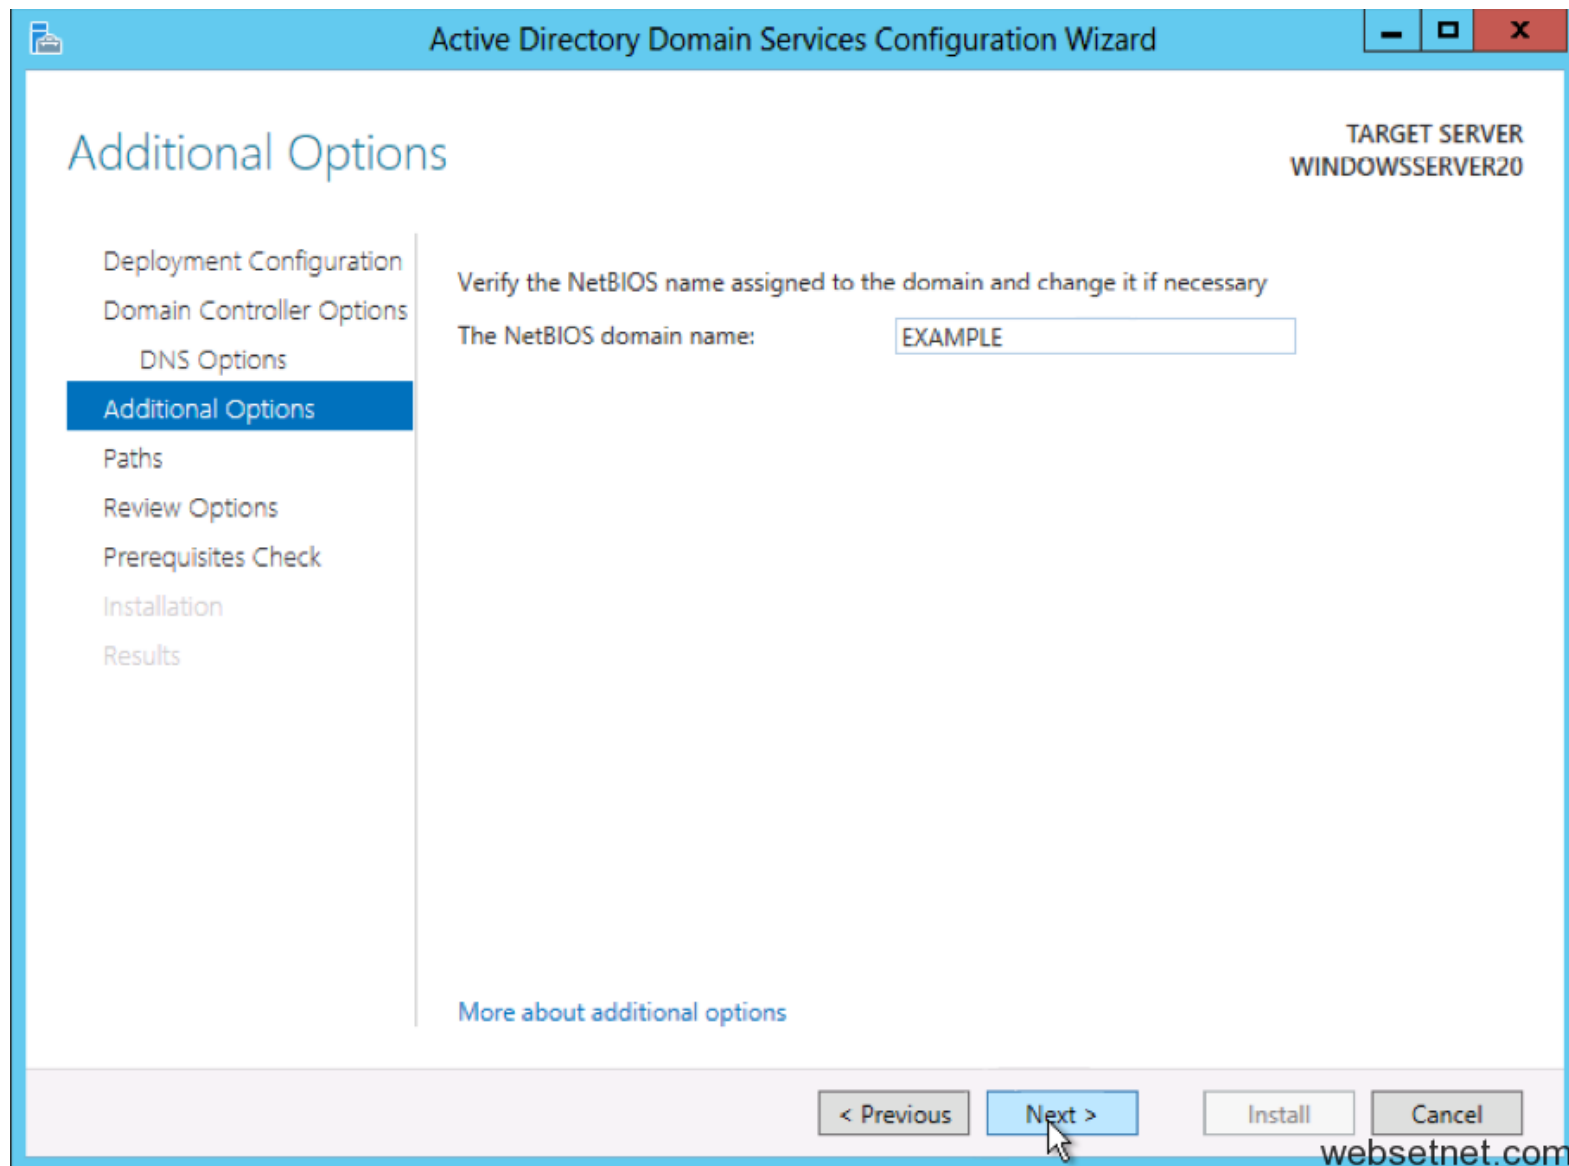 Active Directory Domain Services Configuration Wizard
Additional Options
TARGET SERVER
WINDOWSSERVER20
Deployment Configuration
Domain Controller Options
DNS Options
Additional Options
Paths
Review Options
Prerequisites Check
Installation
Results
Verify the NetBIOS name assigned to the domain and change it if necessary
The NetBIOS domain name: EXAMPLE
More about additional options
< Previous Next > Install Cancel
websetnet.com